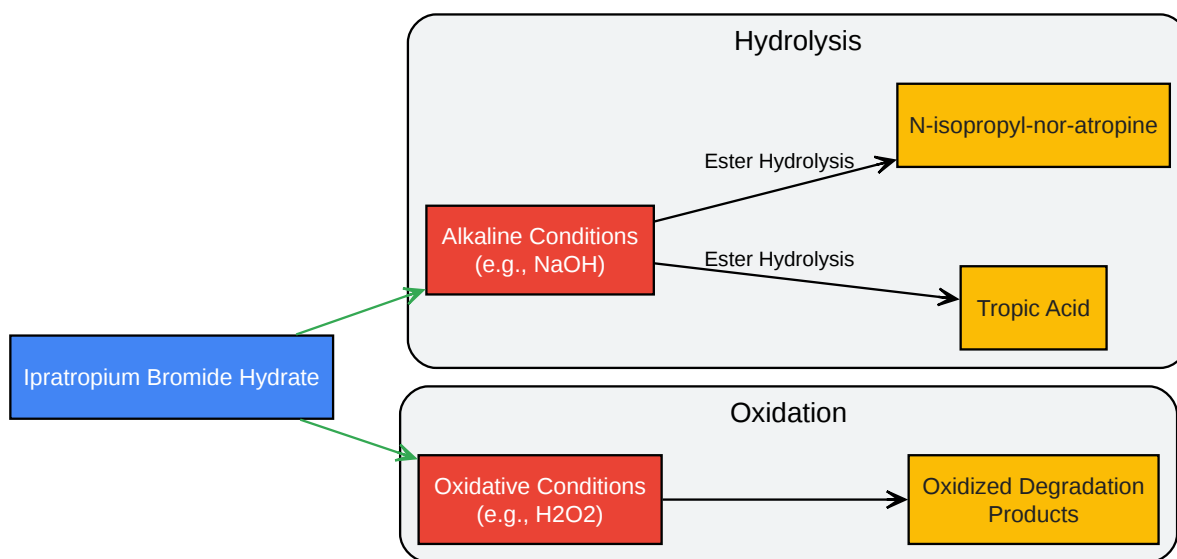 Hydrolysis
N-isopropyl-nor-atropine
Ester Hydrolysis
Alkaline Conditions
(e.g., NaOH)
Ester Hydrolysis
Tropic Acid
Ipratropium Bromide Hydrate
Oxidation
Oxidative Conditions
(e.g., H2O2)
Oxidized Degradation
Products